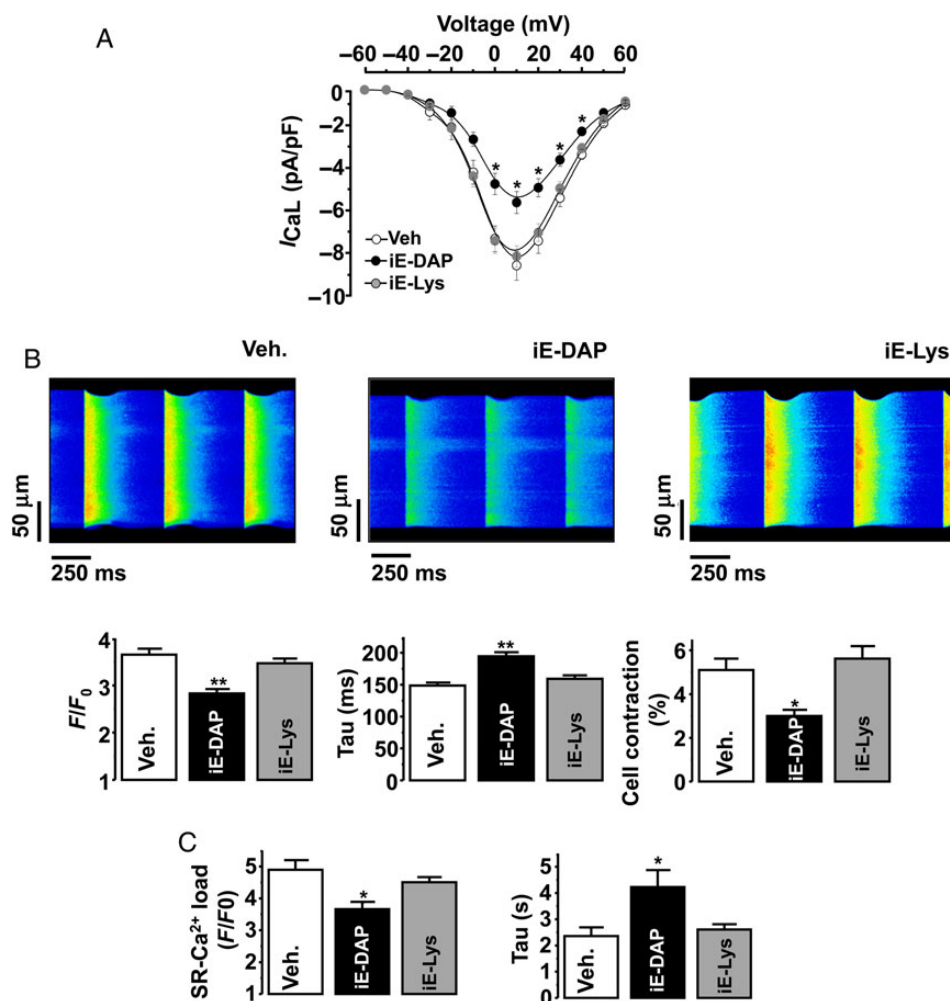 A
Voltage (mV)
–60 –40 –20 0 20 40 60
0
–2
–4
–6
–8
–10
ICaL (pA/pF)
* * * * *
Veh
iE-DAP
iE-Lys
B
Veh. iE-DAP iE-Lys
50 µm 50 µm 50 µm
250 ms 250 ms 250 ms
F/F0
4
3
2
1
**
Veh. iE-DAP iE-Lys
Tau (ms)
200
150
100
50
0
**
Veh. iE-DAP iE-Lys
Cell contraction
(%)
6
4
2
0
*
Veh. iE-DAP iE-Lys
C
SR-Ca2+ load
(F/F0)
5
4
3
2
1
*
Veh. iE-DAP iE-Lys
Tau (s)
5
4
3
2
1
0
*
Veh. iE-DAP iE-Lys